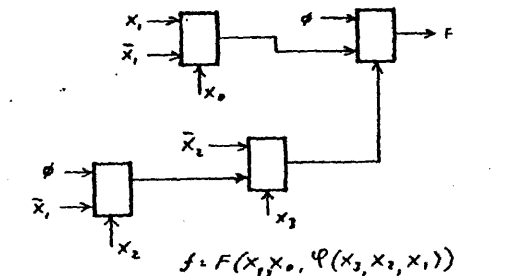 x₁
x̄₁
x₀
φ
F
x̄₂
x₃
φ
x̄₁
x₂
f = F(x₁, x₀, φ(x₃, x₂, x₁))